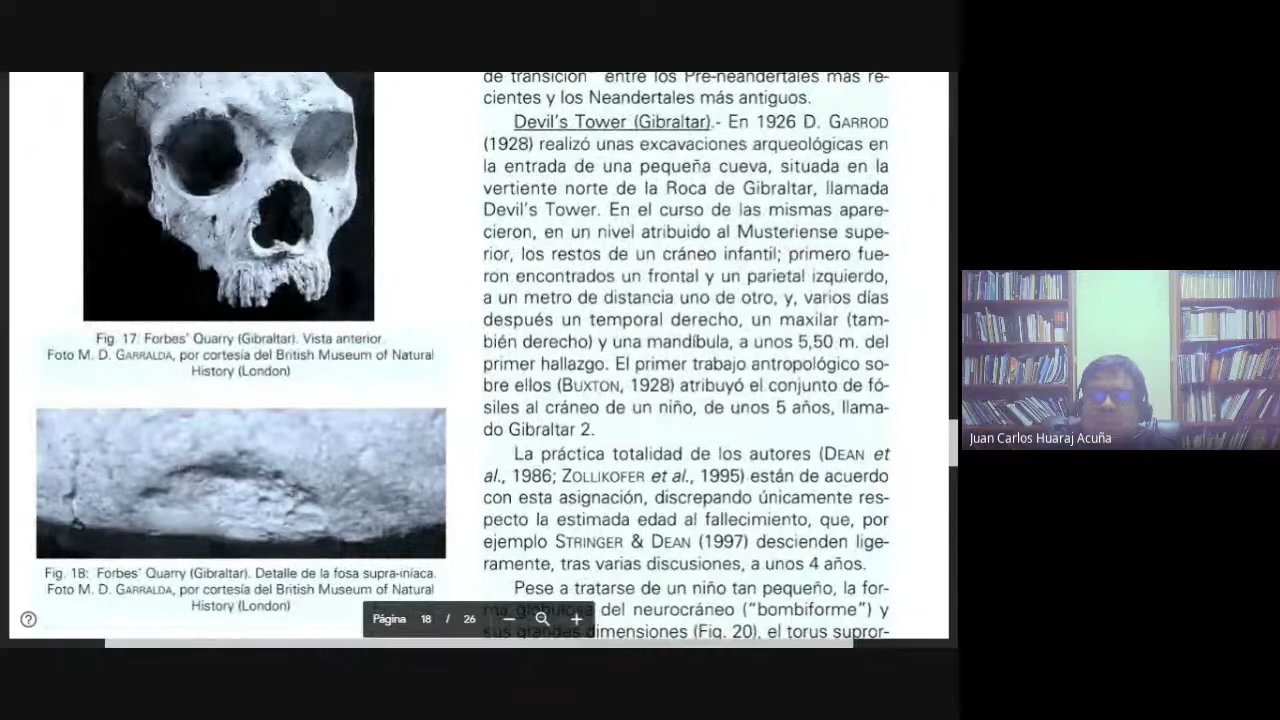 Fig. 17: Forbes' Quarry (Gibraltar). Vista anterior.
Foto M. D. GARRALDA, por cortesía del British Museum of Natural
History (London)
Fig. 18: Forbes' Quarry (Gibraltar). Detalle de la fosa supra-iníaca.
Foto M. D. GARRALDA, por cortesía del British Museum of Natural
History (London)
de transición" entre los Pre-neandertales más re-
cientes y los Neandertales más antiguos.
Devil's Tower (Gibraltar).- En 1926 D. GARROD
(1928) realizó unas excavaciones arqueológicas en
la entrada de una pequeña cueva, situada en la
vertiente norte de la Roca de Gibraltar, llamada
Devil's Tower. En el curso de las mismas apare-
cieron, en un nivel atribuido al Musteriense supe-
rior, los restos de un cráneo infantil; primero fue-
ron encontrados un frontal y un parietal izquierdo,
a un metro de distancia uno de otro, y, varios días
después un temporal derecho, un maxilar (tam-
bién derecho) y una mandíbula, a unos 5,50 m. del
primer hallazgo. El primer trabajo antropológico so-
bre ellos (BUXTON, 1928) atribuyó el conjunto de fó-
siles al cráneo de un niño, de unos 5 años, llama-
do Gibraltar 2.
La práctica totalidad de los autores (DEAN et
al., 1986; ZOLLIKOFER et al., 1995) están de acuerdo
con esta asignación, discrepando únicamente res-
pecto la estimada edad al fallecimiento, que, por
ejemplo STRINGER & DEAN (1997) descienden lige-
ramente, tras varias discusiones, a unos 4 años.
Pese a tratarse de un niño tan pequeño, la for-
ma globulosa del neurocráneo ("bombiforme") y
sus grandes dimensiones (Fig. 20), el torus supror-
Página 18 / 26
Juan Carlos Huaraj Acuña